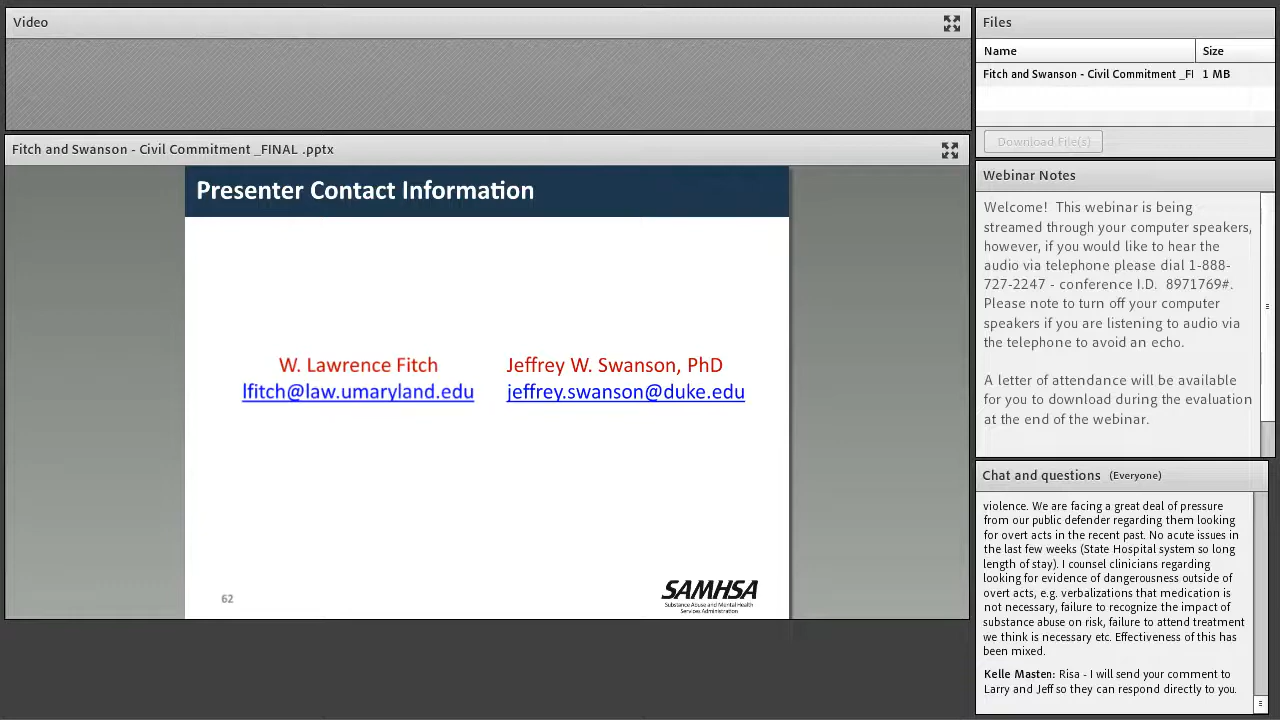 Video
Fitch and Swanson - Civil Commitment _FINAL .pptx
Presenter Contact Information
W. Lawrence Fitch
lfitch@law.umaryland.edu
Jeffrey W. Swanson, PhD
jeffrey.swanson@duke.edu
62
SAMHSA
Substance Abuse and Mental Health
Services Administration
Files
Name Size
Fitch and Swanson - Civil Commitment _FI 1 MB
Download File(s)
Webinar Notes
Welcome! This webinar is being
streamed through your computer speakers,
however, if you would like to hear the
audio via telephone please dial 1-888-
727-2247 - conference I.D. 8971769#.
Please note to turn off your computer
speakers if you are listening to audio via
the telephone to avoid an echo.
A letter of attendance will be available
for you to download during the evaluation
at the end of the webinar.
Chat and questions (Everyone)
violence. We are facing a great deal of pressure
from our public defender regarding them looking
for overt acts in the recent past. No acute issues in
the last few weeks (State Hospital system so long
length of stay). I counsel clinicians regarding
looking for evidence of dangerousness outside of
overt acts, e.g. verbalizations that medication is
not necessary, failure to recognize the impact of
substance abuse on risk, failure to attend treatment
we think is necessary etc. Effectiveness of this has
been mixed.
Kelle Masten: Risa - I will send your comment to
Larry and Jeff so they can respond directly to you.